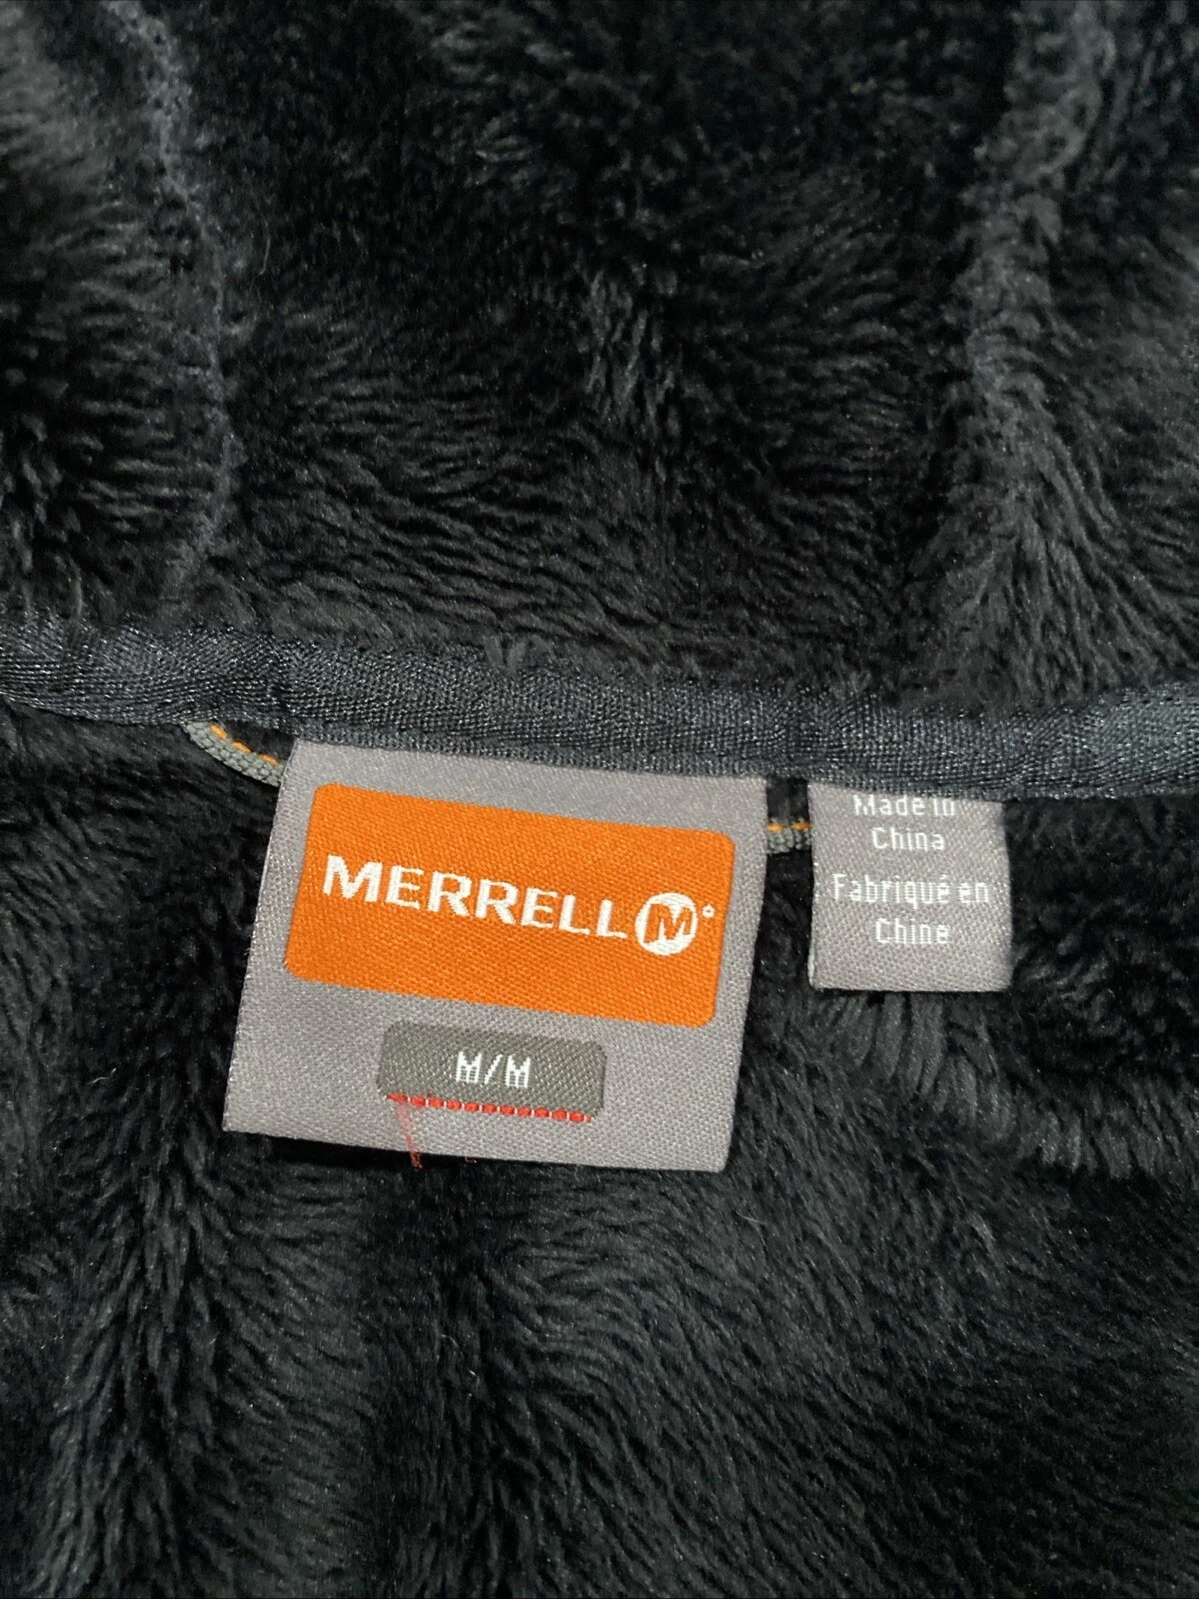 MERRELL M
M/M
Made in
China
Fabriqué en
Chine